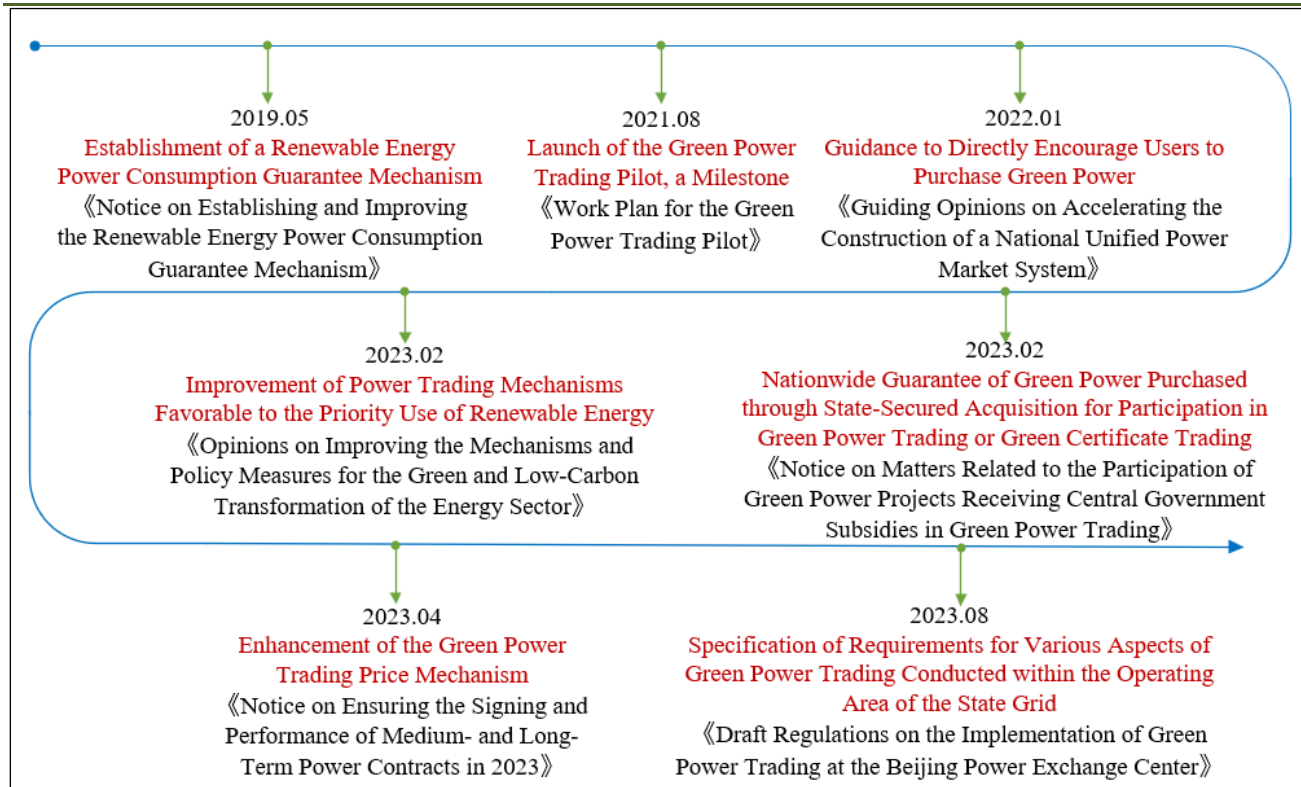 2019.05
Establishment of a Renewable Energy
Power Consumption Guarantee Mechanism
《Notice on Establishing and Improving
the Renewable Energy Power Consumption
Guarantee Mechanism》
2021.08
Launch of the Green Power
Trading Pilot, a Milestone
《Work Plan for the Green
Power Trading Pilot》
2022.01
Guidance to Directly Encourage Users to
Purchase Green Power
《Guiding Opinions on Accelerating the
Construction of a National Unified Power
Market System》
2023.02
Improvement of Power Trading Mechanisms
Favorable to the Priority Use of Renewable Energy
《Opinions on Improving the Mechanisms and
Policy Measures for the Green and Low-Carbon
Transformation of the Energy Sector》
2023.02
Nationwide Guarantee of Green Power Purchased
through State-Secured Acquisition for Participation in
Green Power Trading or Green Certificate Trading
《Notice on Matters Related to the Participation of
Green Power Projects Receiving Central Government
Subsidies in Green Power Trading》
2023.04
Enhancement of the Green Power
Trading Price Mechanism
《Notice on Ensuring the Signing and
Performance of Medium- and Long-
Term Power Contracts in 2023》
2023.08
Specification of Requirements for Various Aspects of
Green Power Trading Conducted within the Operating
Area of the State Grid
《Draft Regulations on the Implementation of Green
Power Trading at the Beijing Power Exchange Center》